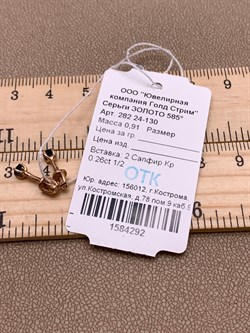 ООО "Ювелирная
компания Голд Стрим"
Серьги ЗОЛОТО 585°
Арт. 282 24-130
Масса 0,91 Размер
Цена за гр.
Цена изд.
Вставка: 2 Сапфир Кр
0.26ct 1/2
ОТК
Юр. адрес: 156012, г.Кострома,
ул.Костромская, д.78 пом.9 каб.9
1584292